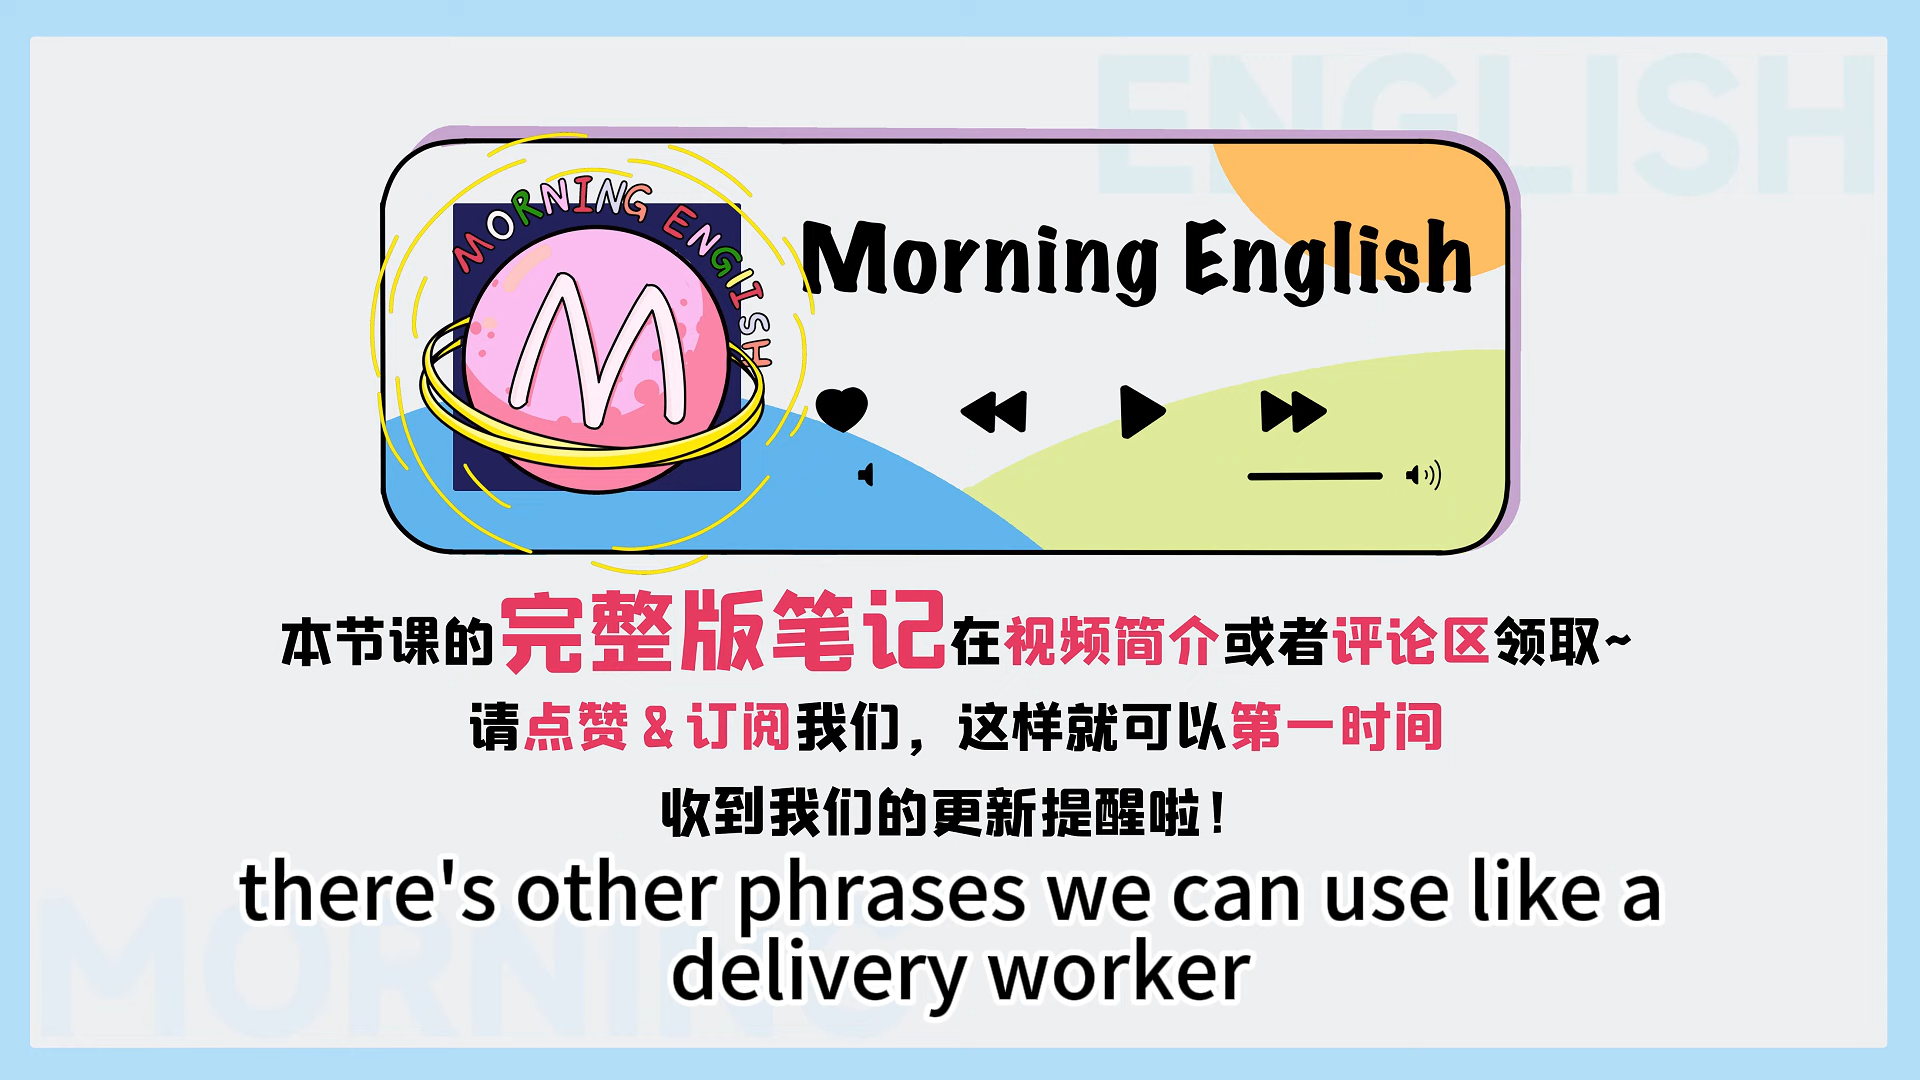 ENGLISH
MORNING ENGLISH
M
Morning English
本节课的完整版笔记在视频简介或者评论区领取~
请点赞&订阅我们，这样就可以第一时间
收到我们的更新提醒啦！
there's other phrases we can use like a
delivery worker
MORNING